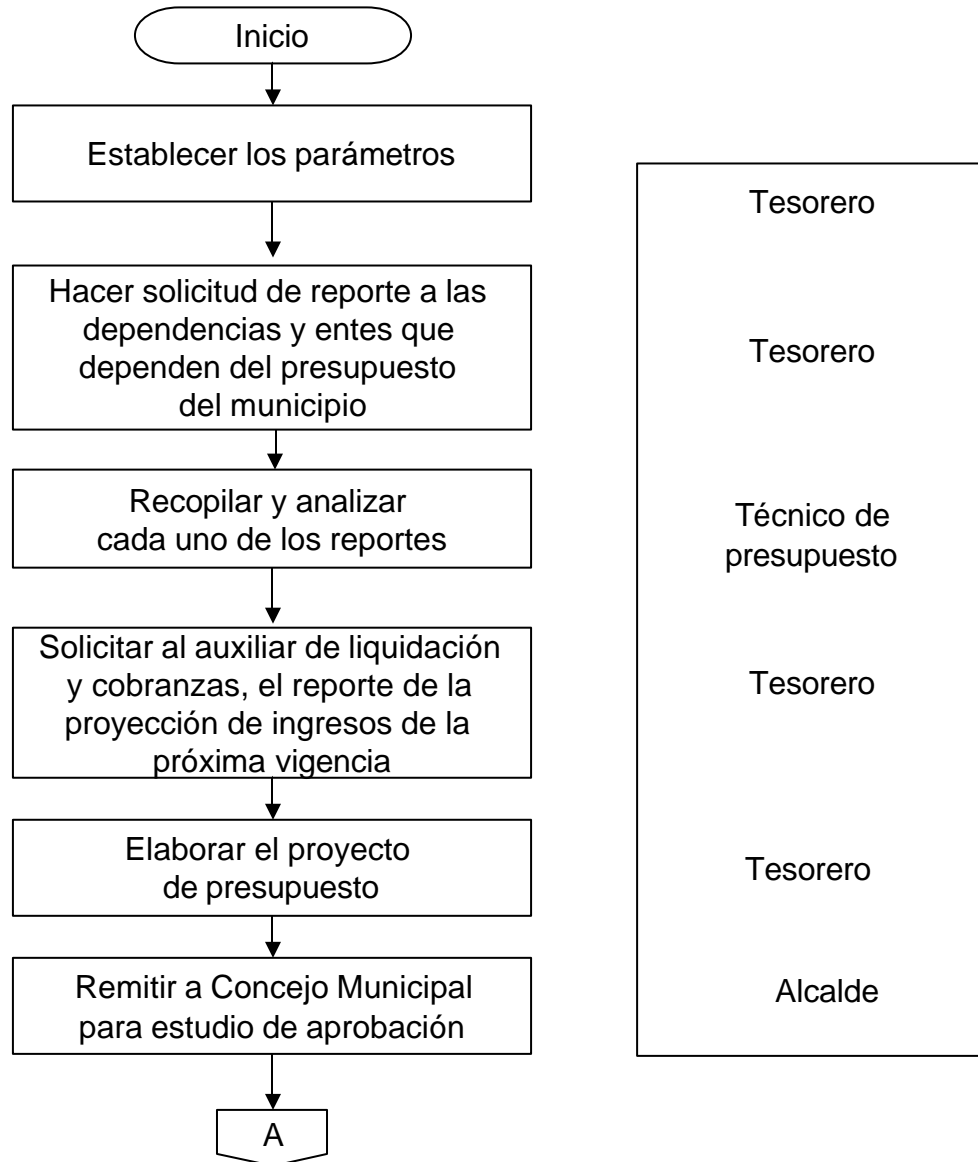 Inicio
Establecer los parámetros
Tesorero
Hacer solicitud de reporte a las
dependencias y entes que
dependen del presupuesto
del municipio
Tesorero
Recopilar y analizar
cada uno de los reportes
Técnico de
presupuesto
Solicitar al auxiliar de liquidación
y cobranzas, el reporte de la
proyección de ingresos de la
próxima vigencia
Tesorero
Elaborar el proyecto
de presupuesto
Tesorero
Remitir a Concejo Municipal
para estudio de aprobación
Alcalde
A